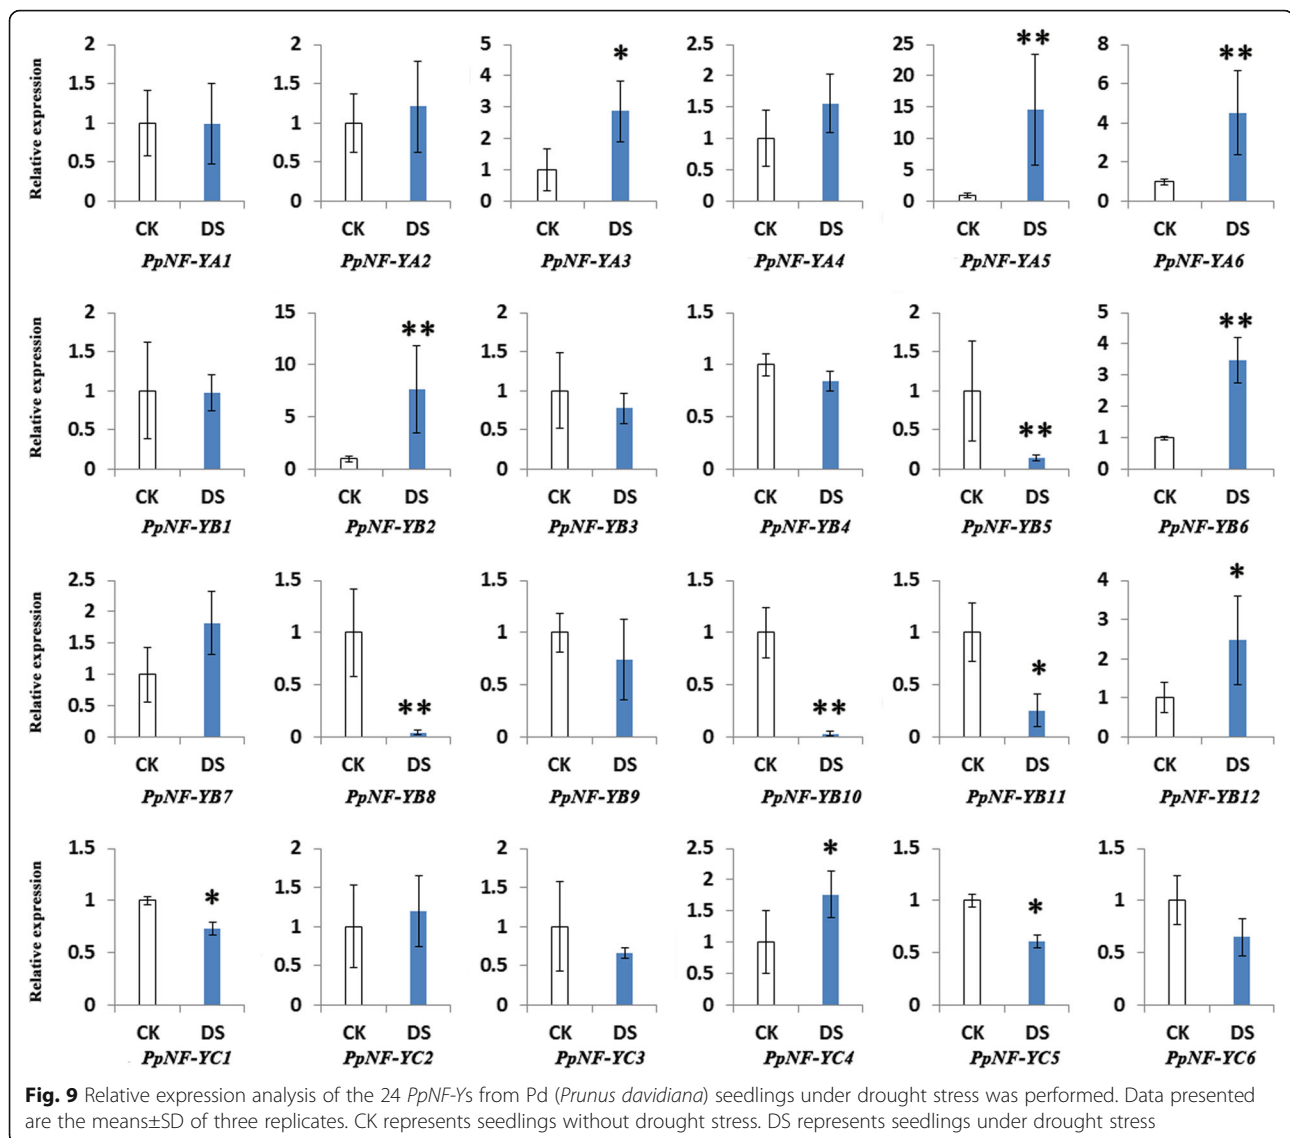 Relative expression
2
1.5
1
0.5
0
CK DS
PpNF-YA1
2
1.5
1
0.5
0
CK DS
PpNF-YA2
5
4
3
2
1
0
*
CK DS
PpNF-YA3
2.5
2
1.5
1
0.5
0
CK DS
PpNF-YA4
25
20
15
10
5
0
**
CK DS
PpNF-YA5
8
6
4
2
0
**
CK DS
PpNF-YA6
Relative expression
2
1.5
1
0.5
0
CK DS
PpNF-YB1
15
10
5
0
**
CK DS
PpNF-YB2
2
1.5
1
0.5
0
CK DS
PpNF-YB3
1.5
1
0.5
0
CK DS
PpNF-YB4
2
1.5
1
0.5
0
**
CK DS
PpNF-YB5
5
4
3
2
1
0
**
CK DS
PpNF-YB6
Relative expression
2.5
2
1.5
1
0.5
0
CK DS
PpNF-YB7
1.5
1
0.5
0
**
CK DS
PpNF-YB8
1.5
1
0.5
0
CK DS
PpNF-YB9
1.5
1
0.5
0
**
CK DS
PpNF-YB10
1.5
1
0.5
0
*
CK DS
PpNF-YB11
4
3
2
1
0
*
CK DS
PpNF-YB12
Relative expression
1.5
1
0.5
0
*
CK DS
PpNF-YC1
2
1.5
1
0.5
0
CK DS
PpNF-YC2
2
1.5
1
0.5
0
CK DS
PpNF-YC3
2.5
2
1.5
1
0.5
0
*
CK DS
PpNF-YC4
1.5
1
0.5
0
*
CK DS
PpNF-YC5
1.5
1
0.5
0
CK DS
PpNF-YC6
Fig. 9 Relative expression analysis of the 24 PpNF-Ys from Pd (Prunus davidiana) seedlings under drought stress was performed. Data presented
are the means±SD of three replicates. CK represents seedlings without drought stress. DS represents seedlings under drought stress